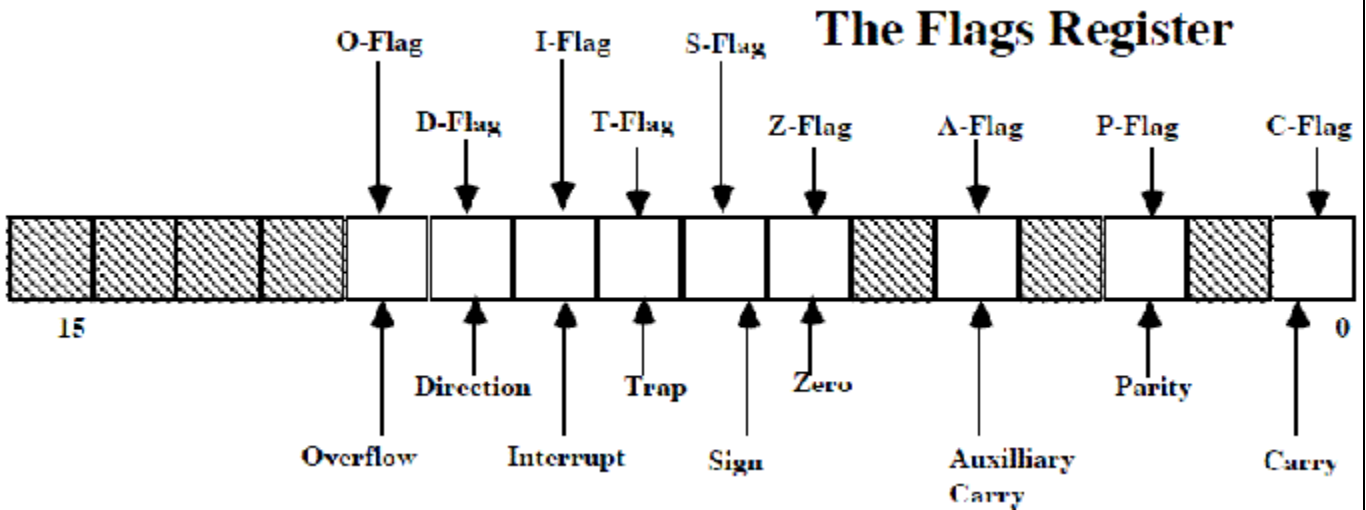 The Flags Register
O-Flag
I-Flag
S-Flag
D-Flag
T-Flag
Z-Flag
A-Flag
P-Flag
C-Flag
15
0
Direction
Trap
Zero
Parity
Overflow
Interrupt
Sign
Auxilliary
Carry
Carry